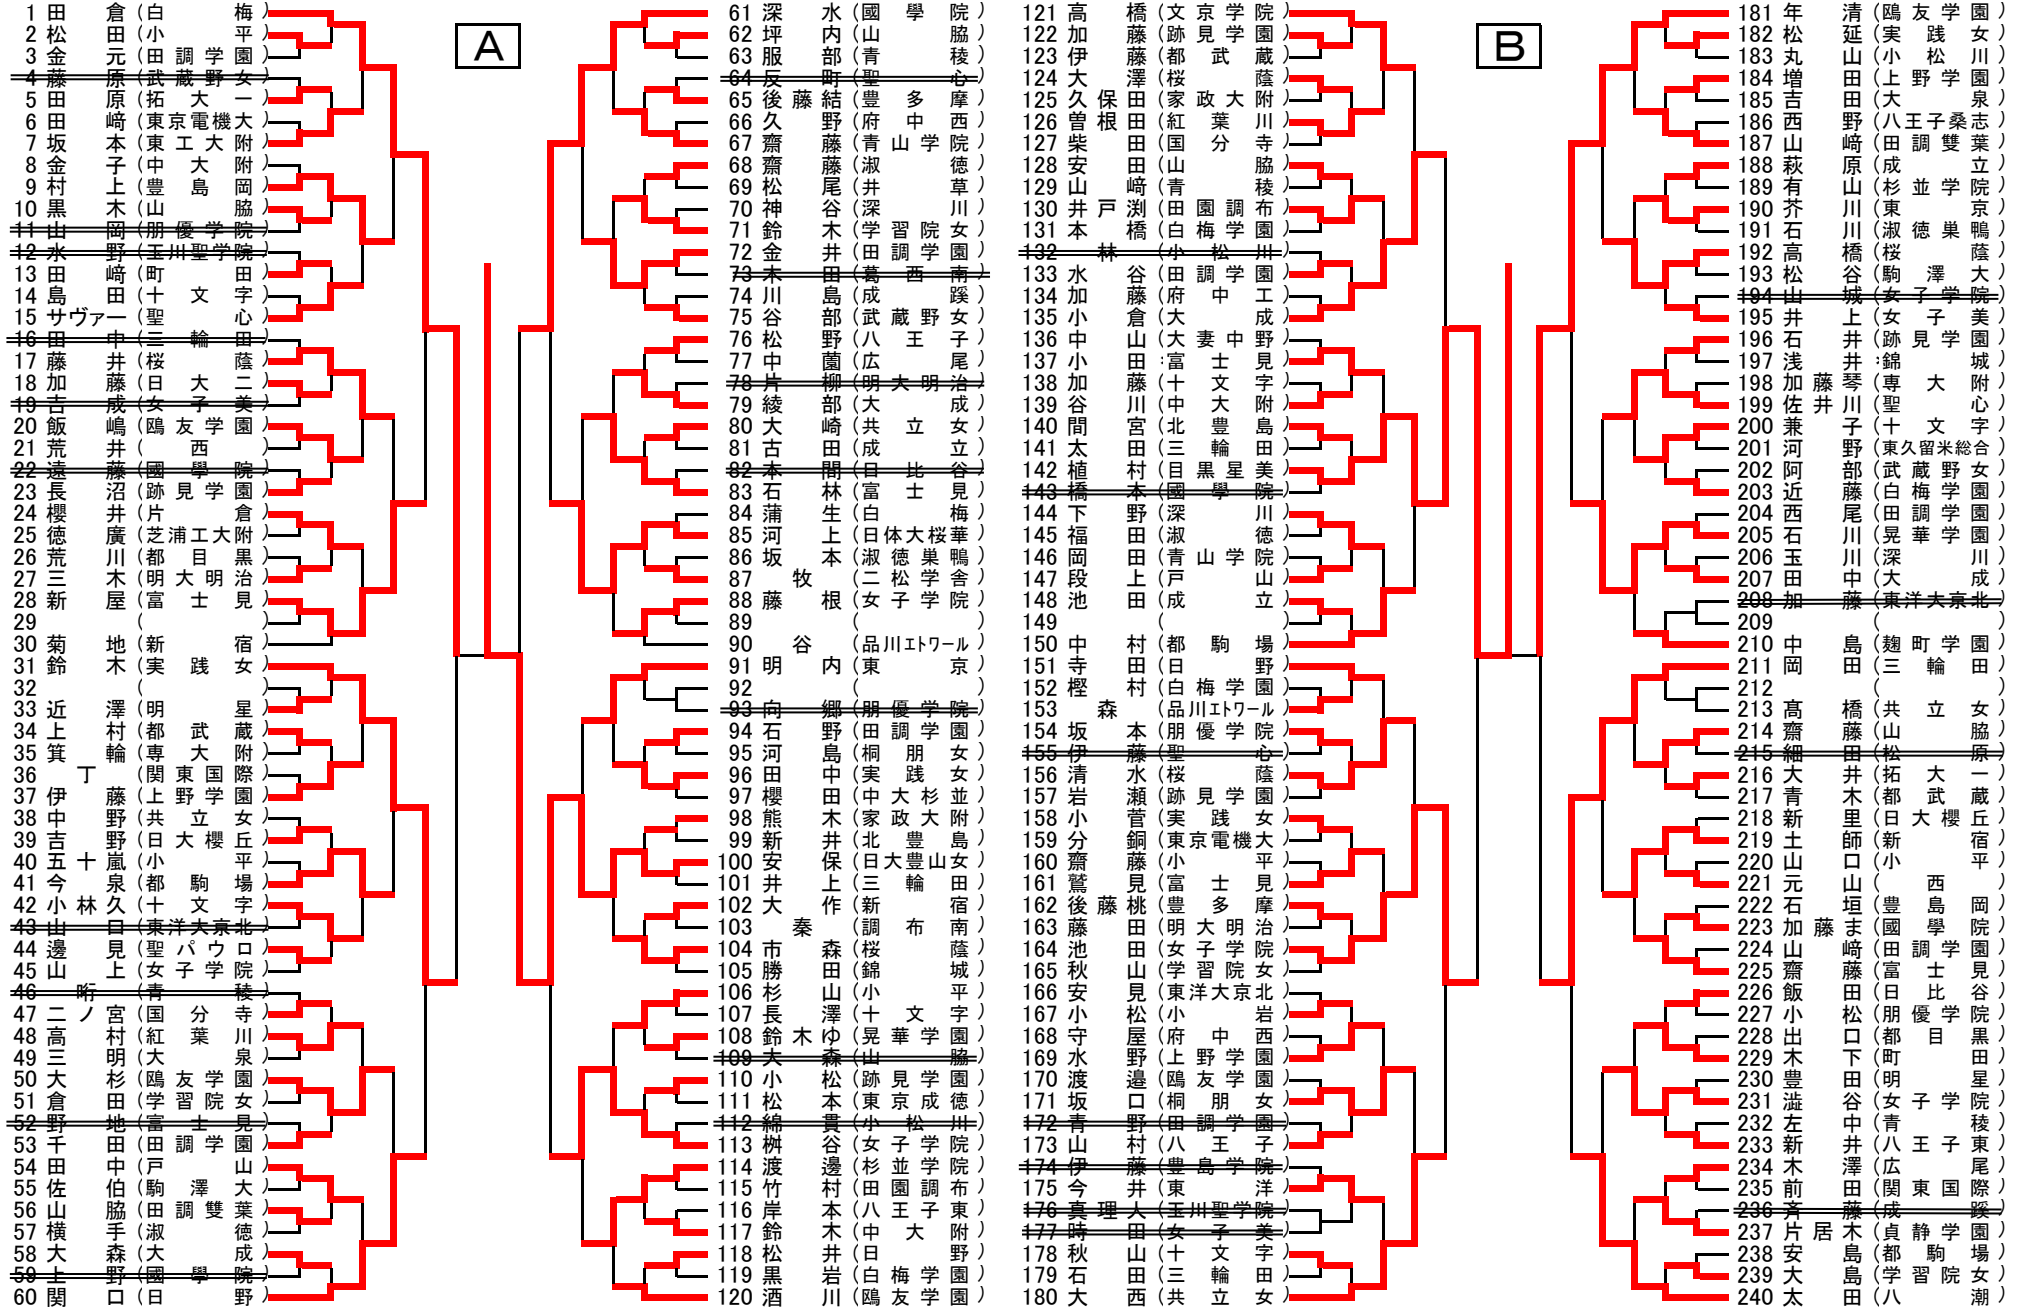 A
B
1 田倉 (白梅)
2 松田 (小平)
3 金元 (田調学園)
4 藤原 (武蔵野女)
5 田原 (拓大一)
6 田﨑 (東京電機大)
7 坂本 (東工大附)
8 金子 (中大附)
9 村上 (豊島岡)
10 黒木 (山脇)
11 山岡 (朋優学院)
12 水野 (玉川聖学院)
13 田﨑 (町田)
14 島田 (十文字)
15 サヴァー (聖心)
16 田中 (三輪田)
17 藤井 (桜蔭)
18 加藤 (日大二)
19 吉成 (女子美)
20 飯嶋 (鴎友学園)
21 荒井 (西)
22 遠藤 (國學院)
23 長沼 (跡見学園)
24 櫻井 (片倉)
25 徳廣 (芝浦工大附)
26 荒川 (都目黒)
27 三木 (明大明治)
28 新屋 (富士見)
29 ( )
30 菊地 (新宿)
31 鈴木 (実践女)
32 ( )
33 近澤 (明星)
34 上村 (都武蔵)
35 箕輪 (専大附)
36 丁 (関東国際)
37 伊藤 (上野学園)
38 中野 (共立女)
39 吉野 (日大櫻丘)
40 五十嵐 (小平)
41 今泉 (都駒場)
42 小林久 (十文字)
43 山口 (東洋大京北)
44 邊見 (聖パウロ)
45 山上 (女子学院)
46 哘 (青稜)
47 二ノ宮 (国分寺)
48 高村 (紅葉川)
49 三明 (大泉)
50 大杉 (鴎友学園)
51 倉田 (学習院女)
52 野地 (富士見)
53 千田 (田調学園)
54 田中 (戸山)
55 佐伯 (駒澤大)
56 山脇 (田調雙葉)
57 横手 (淑徳)
58 大森 (大成)
59 上野 (國學院)
60 関口 (日野)
61 深水 (國學院)
62 坪内 (山脇)
63 服部 (青稜)
64 反町 (聖心)
65 後藤結 (豊多摩)
66 久野 (府中西)
67 齋藤 (青山学院)
68 齋藤 (淑徳)
69 松尾 (井草)
70 神谷 (深川)
71 鈴木 (学習院女)
72 金井 (田調学園)
73 木田 (葛西南)
74 川島 (成蹊)
75 谷部 (武蔵野女)
76 松野 (八王子)
77 中薗 (広尾)
78 片柳 (明大明治)
79 綾部 (大成)
80 大崎 (共立女)
81 古田 (成立)
82 本間 (日比谷)
83 石林 (富士見)
84 蒲生 (白梅)
85 河上 (日体大桜華)
86 坂本 (淑徳巣鴨)
87 牧 (二松学舎)
88 藤根 (女子学院)
89 ( )
90 谷 (品川エトワール)
91 明内 (東京)
92 ( )
93 向郷 (朋優学院)
94 石野 (田調学園)
95 河島 (桐朋女)
96 田中 (実践女)
97 櫻田 (中大杉並)
98 熊木 (家政大附)
99 新井 (北豊島)
100 安保 (日大豊山女)
101 井上 (三輪田)
102 大作 (新宿)
103 秦 (調布南)
104 市森 (桜蔭)
105 勝田 (錦城)
106 杉山 (小平)
107 長澤 (十文字)
108 鈴木ゆ (晃華学園)
109 大森 (山脇)
110 小松 (跡見学園)
111 松本 (東京成徳)
112 綿貫 (小松川)
113 桝谷 (女子学院)
114 渡邊 (杉並学院)
115 竹村 (田園調布)
116 岸本 (八王子東)
117 鈴木 (中大附)
118 松井 (日野)
119 黒岩 (白梅学園)
120 酒川 (鴎友学園)
121 高橋 (文京学院)
122 加藤 (跡見学園)
123 伊藤 (都武蔵)
124 大澤 (桜蔭)
125 久保田 (家政大附)
126 曽根田 (紅葉川)
127 柴田 (国分寺)
128 安田 (山脇)
129 山﨑 (青稜)
130 井戸渕 (田園調布)
131 本橋 (白梅学園)
132 林 (小松川)
133 水谷 (田調学園)
134 加藤 (府中工)
135 小倉 (大成)
136 中山 (大妻中野)
137 小田 (富士見)
138 加藤 (十文字)
139 谷川 (中大附)
140 間宮 (北豊島)
141 太田 (三輪田)
142 植村 (目黒星美)
143 橋本 (國學院)
144 下野 (深川)
145 福田 (淑徳)
146 岡田 (青山学院)
147 段上 (戸山)
148 池田 (成立)
149 ( )
150 中村 (都駒場)
151 寺田 (日野)
152 樫村 (白梅学園)
153 森 (品川エトワール)
154 坂本 (朋優学院)
155 伊藤 (聖心)
156 清水 (桜蔭)
157 岩瀬 (跡見学園)
158 小菅 (実践女)
159 分銅 (東京電機大)
160 齋藤 (小平)
161 鷲見 (富士見)
162 後藤桃 (豊多摩)
163 藤田 (明大明治)
164 池田 (女子学院)
165 秋山 (学習院女)
166 安見 (東洋大京北)
167 小松 (小岩)
168 守屋 (府中西)
169 水野 (上野学園)
170 渡邉 (鴎友学園)
171 坂口 (桐朋女)
172 青野 (田調学園)
173 山村 (八王子)
174 伊藤 (豊島学院)
175 今井 (東洋)
176 真理人 (玉川聖学院)
177 時田 (女子美)
178 秋山 (十文字)
179 石田 (三輪田)
180 大西 (共立女)
181 年清 (鴎友学園)
182 松延 (実践女)
183 丸山 (小松川)
184 増田 (上野学園)
185 吉田 (大泉)
186 西野 (八王子桑志)
187 山﨑 (田調雙葉)
188 萩原 (成立)
189 有山 (杉並学院)
190 芥川 (東京)
191 石川 (淑徳巣鴨)
192 高橋 (桜蔭)
193 松谷 (駒澤大)
194 山城 (女子学院)
195 井上 (女子美)
196 石井 (跡見学園)
197 浅井 (錦城)
198 加藤琴 (専大附)
199 佐井川 (聖心)
200 兼子 (十文字)
201 河野 (東久留米総合)
202 阿部 (武蔵野女)
203 近藤 (白梅学園)
204 西尾 (田調学園)
205 石川 (晃華学園)
206 玉川 (深川)
207 田中 (大成)
208 加藤 (東洋大京北)
209 ( )
210 中島 (麹町学園)
211 岡田 (三輪田)
212 ( )
213 髙橋 (共立女)
214 齋藤 (山脇)
215 細田 (松原)
216 大井 (拓大一)
217 青木 (都武蔵)
218 新里 (日大櫻丘)
219 土師 (新宿)
220 山口 (小平)
221 元山 (西)
222 石垣 (豊島岡)
223 加藤ま (國學院)
224 山﨑 (田調学園)
225 齋藤 (富士見)
226 飯田 (日比谷)
227 小松 (朋優学院)
228 出口 (都目黒)
229 木下 (町田)
230 豊田 (明星)
231 澁谷 (女子学院)
232 左中 (青稜)
233 新井 (八王子東)
234 木澤 (広尾)
235 前田 (関東国際)
236 斉藤 (成蹊)
237 片居木 (貞静学園)
238 安島 (都駒場)
239 大島 (学習院女)
240 太田 (八潮)